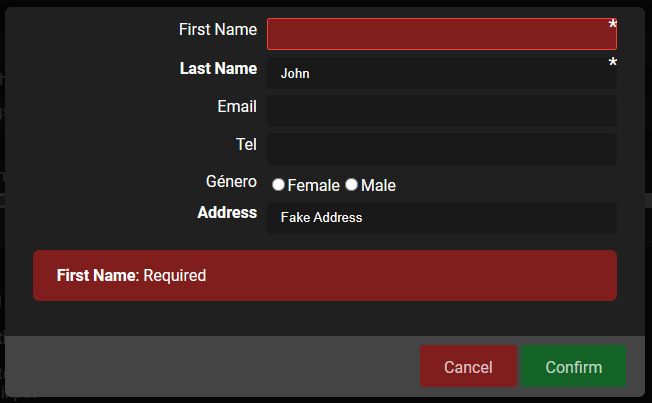 First Name *
Last Name John *
Email
Tel
Género Female Male
Address Fake Address
First Name: Required
Cancel Confirm